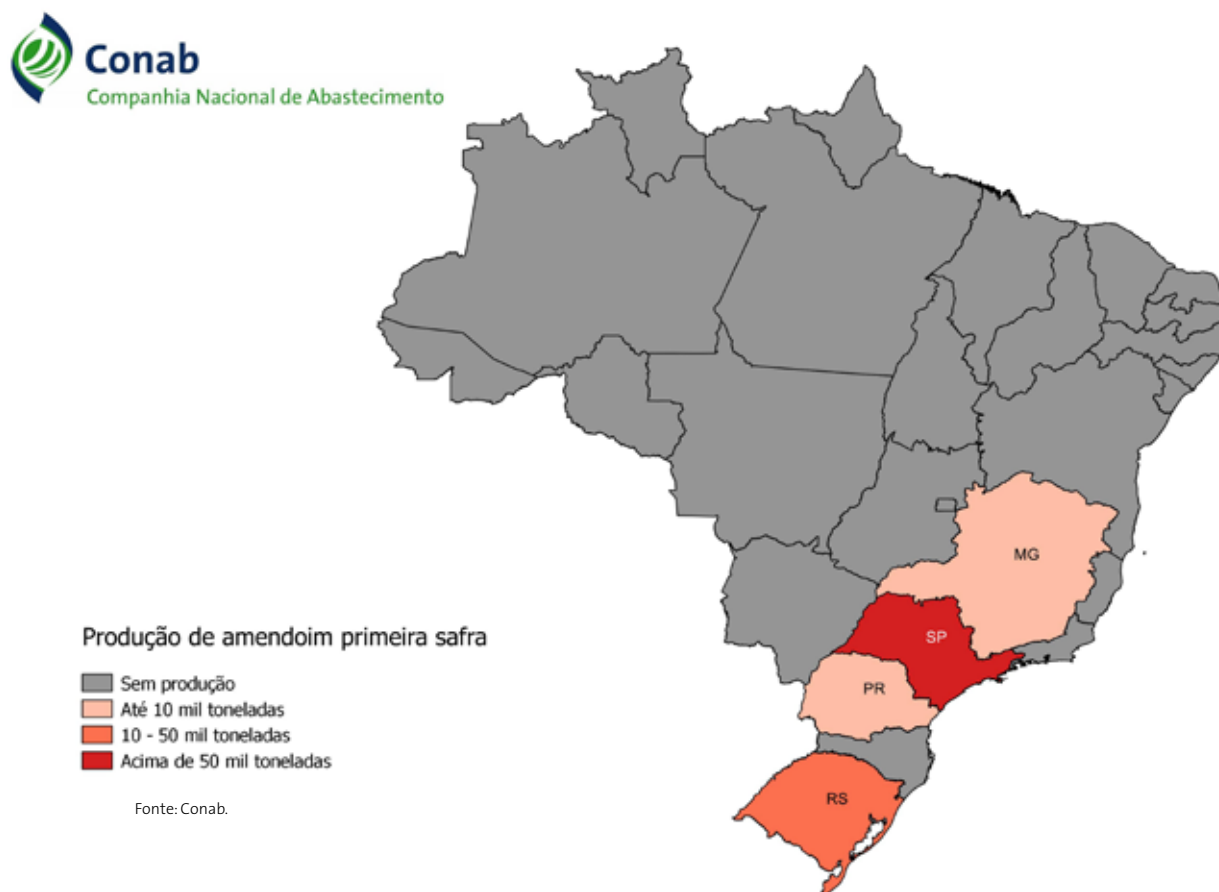 Conab
Companhia Nacional de Abastecimento
MG
SP
PR
RS
Produção de amendoim primeira safra
Sem produção
Até 10 mil toneladas
10 - 50 mil toneladas
Acima de 50 mil toneladas
Fonte: Conab.